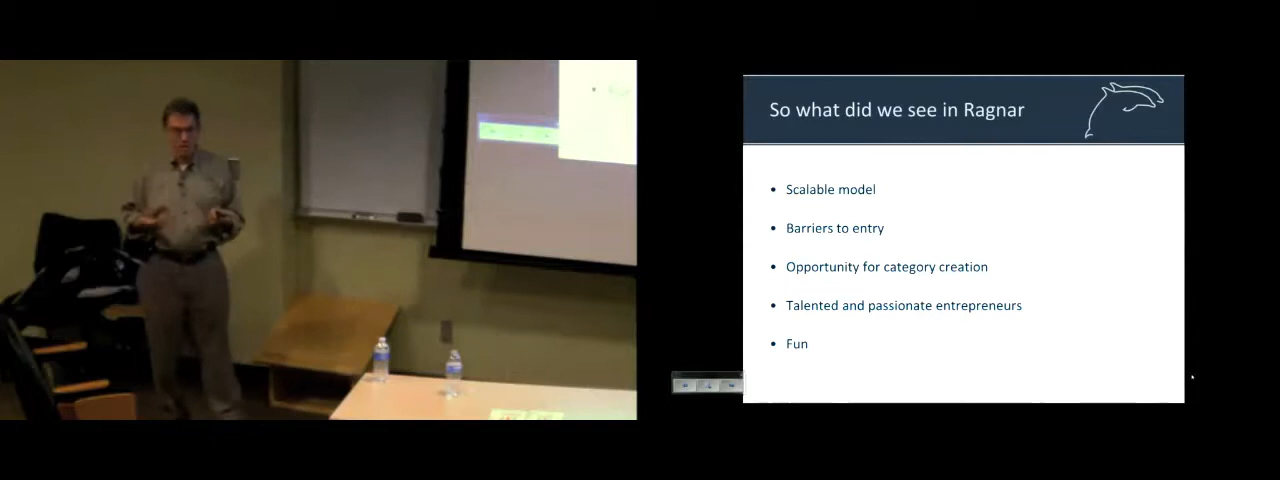 So what did we see in Ragnar
• Scalable model
• Barriers to entry
• Opportunity for category creation
• Talented and passionate entrepreneurs
• Fun